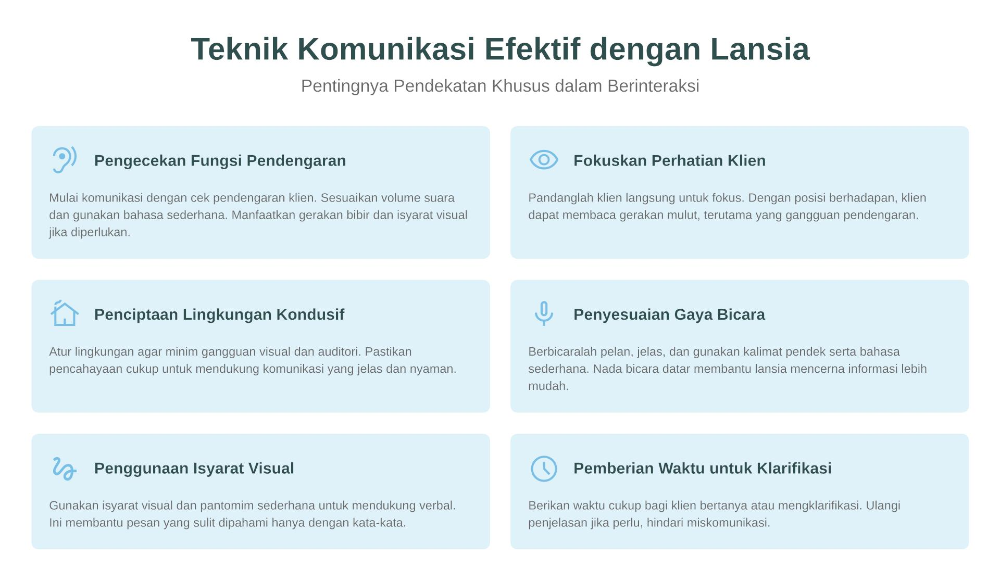 Teknik Komunikasi Efektif dengan Lansia
Pentingnya Pendekatan Khusus dalam Berinteraksi
Pengecekan Fungsi Pendengaran
Mulai komunikasi dengan cek pendengaran klien. Sesuaikan volume suara
dan gunakan bahasa sederhana. Manfaatkan gerakan bibir dan isyarat visual
jika diperlukan.
Fokuskan Perhatian Klien
Pandanglah klien langsung untuk fokus. Dengan posisi berhadapan, klien
dapat membaca gerakan mulut, terutama yang gangguan pendengaran.
Penciptaan Lingkungan Kondusif
Atur lingkungan agar minim gangguan visual dan auditori. Pastikan
pencahayaan cukup untuk mendukung komunikasi yang jelas dan nyaman.
Penyesuaian Gaya Bicara
Berbicaralah pelan, jelas, dan gunakan kalimat pendek serta bahasa
sederhana. Nada bicara datar membantu lansia mencerna informasi lebih
mudah.
Penggunaan Isyarat Visual
Gunakan isyarat visual dan pantomim sederhana untuk mendukung verbal.
Ini membantu pesan yang sulit dipahami hanya dengan kata-kata.
Pemberian Waktu untuk Klarifikasi
Berikan waktu cukup bagi klien bertanya atau mengklarifikasi. Ulangi
penjelasan jika perlu, hindari miskomunikasi.